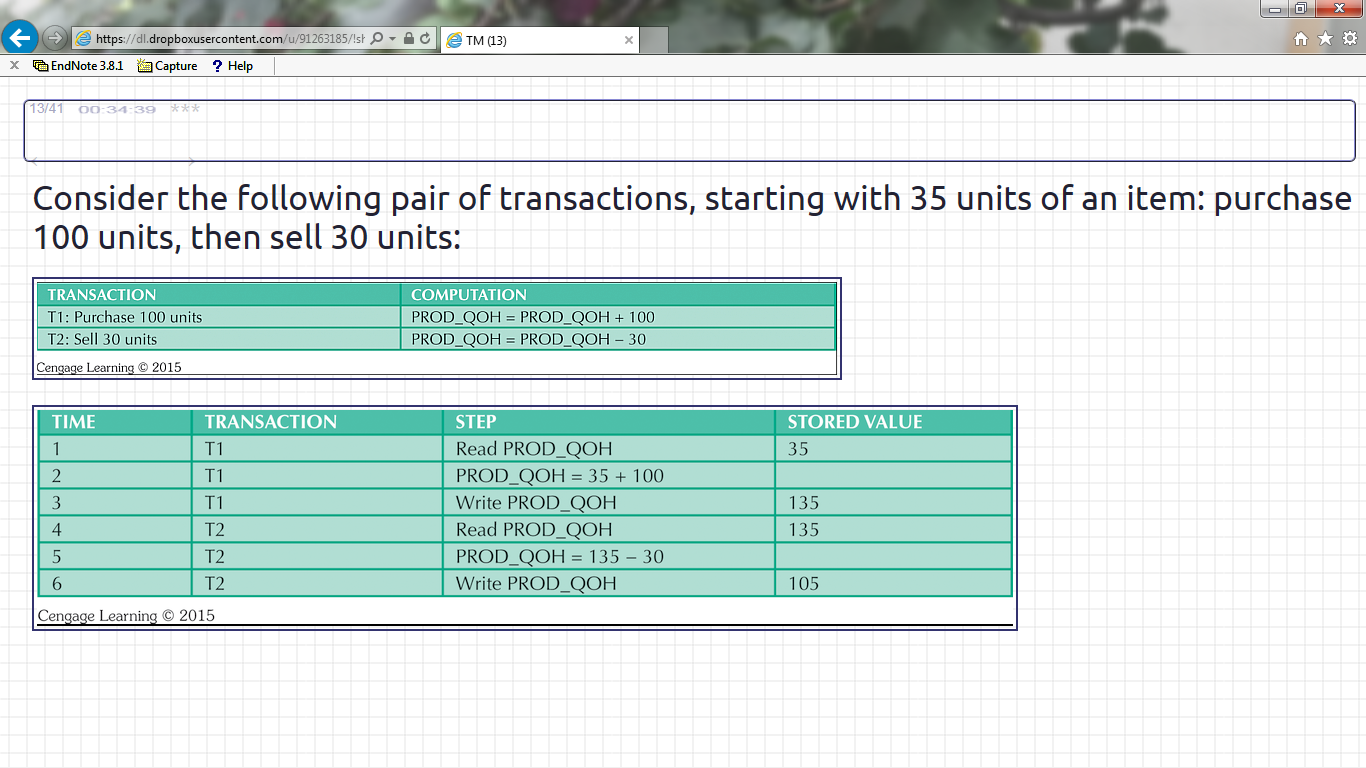 https://dl.dropboxusercontent.com/u/91263185/!sh
TM (13)
EndNote 3.8.1 Capture ? Help
13/41 00:34:39 ***
< >
Consider the following pair of transactions, starting with 35 units of an item: purchase
100 units, then sell 30 units:
TRANSACTION COMPUTATION
T1: Purchase 100 units PROD_QOH = PROD_QOH + 100
T2: Sell 30 units PROD_QOH = PROD_QOH – 30
Cengage Learning © 2015
TIME TRANSACTION STEP STORED VALUE
1 T1 Read PROD_QOH 35
2 T1 PROD_QOH = 35 + 100
3 T1 Write PROD_QOH 135
4 T2 Read PROD_QOH 135
5 T2 PROD_QOH = 135 – 30
6 T2 Write PROD_QOH 105
Cengage Learning © 2015